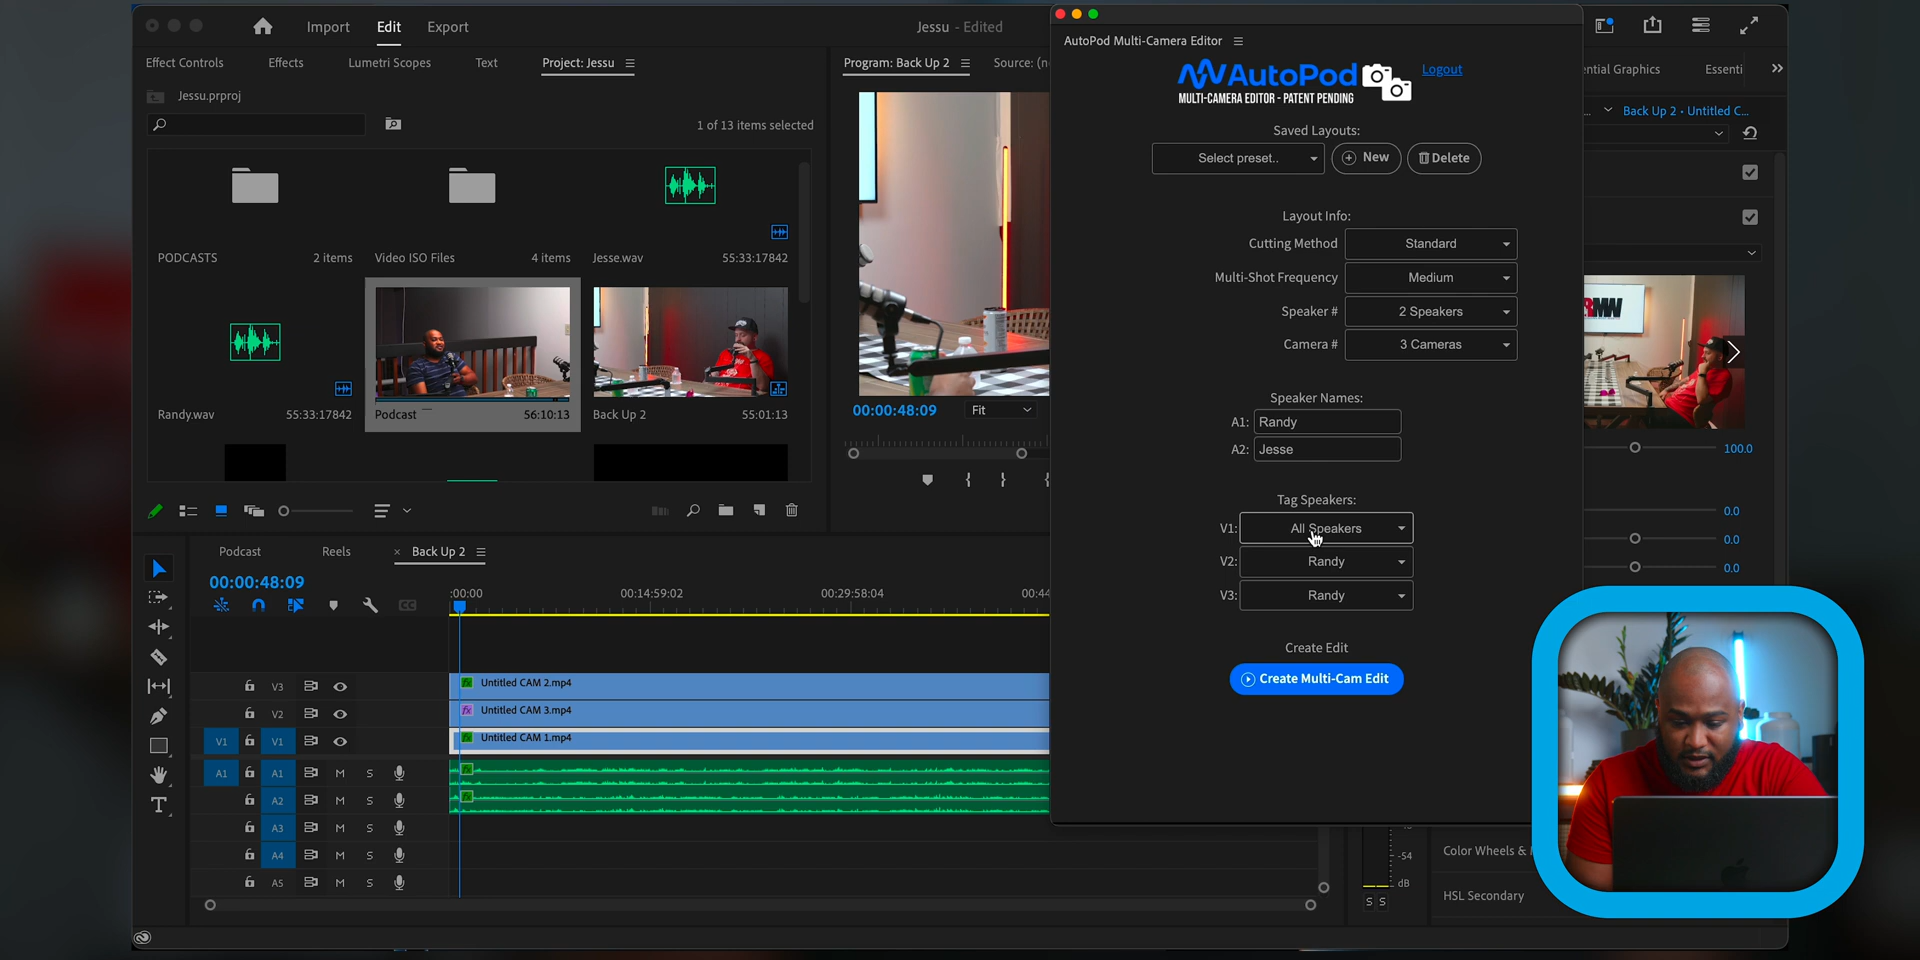 Import
Edit
Export
Jessu - Edited
Effect Controls
Effects
Lumetri Scopes
Text
Project: Jessu
Program: Back Up 2
Source: (n
Jessu.prproj
1 of 13 items selected
PODCASTS
2 items
Video ISO Files
4 items
Jesse.wav
55:33:17842
Randy.wav
55:33:17842
Podcast
56:10:13
Back Up 2
55:01:13
00:00:48:09
Fit
AutoPod Multi-Camera Editor
AutoPod
MULTI-CAMERA EDITOR - PATENT PENDING
Logout
Saved Layouts:
Select preset..
New
Delete
Layout Info:
Cutting Method
Standard
Multi-Shot Frequency
Medium
Speaker #
2 Speakers
Camera #
3 Cameras
Speaker Names:
A1:
Randy
A2:
Jesse
Tag Speakers:
V1:
All Speakers
V2:
Randy
V3:
Randy
Create Edit
Create Multi-Cam Edit
ential Graphics
Essenti
Back Up 2 • Untitled C...
100.0
0.0
0.0
0.0
Podcast
Reels
× Back Up 2
00:00:48:09
:00:00
00:14:59:02
00:29:58:04
00:44
CC
V3
fx Untitled CAM 2.mp4
V2
fx Untitled CAM 3.mp4
V1 V1
fx Untitled CAM 1.mp4
A1 A1 M S
A2 M S
A3 M S
A4 M S
A5 M S
-54
dB
S S
Color Wheels &
HSL Secondary